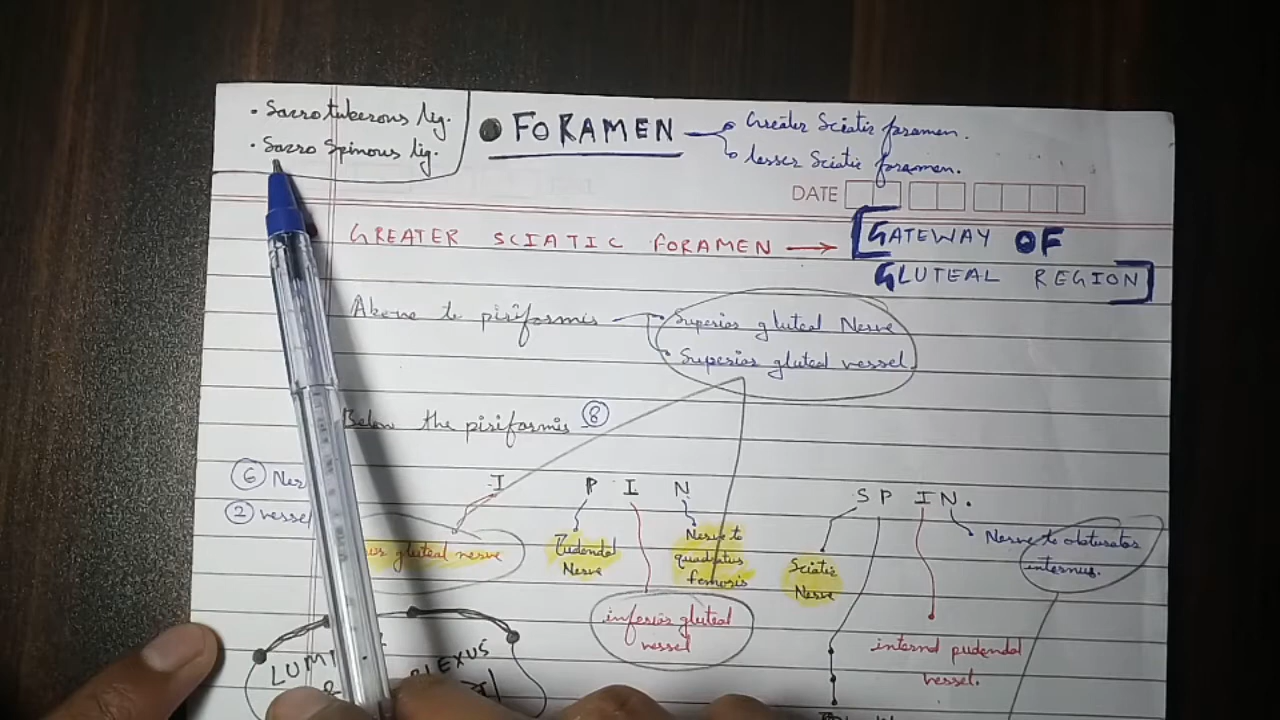 • Sacrotuberous lig.
• Sacro Spinous lig.
FORAMEN
Greater Sciatic foramen.
lesser Sciatic foramen.
DATE
GREATER SCIATIC FORAMEN → [GATEWAY OF
GLUTEAL REGION]
Above to piriformis
• Superior gluteal Nerve
• Superior gluteal vessel
Below the piriformis 8
6 Ner
2 vessel
I P I N S P I N.
gluteal nerve
Pudendal
Nerve
inferior gluteal
vessel
Nerve to
quadratus
femoris
Sciatic
Nerve
internal pudendal
vessel.
Nerve to obturator
internus.
PLEXUS